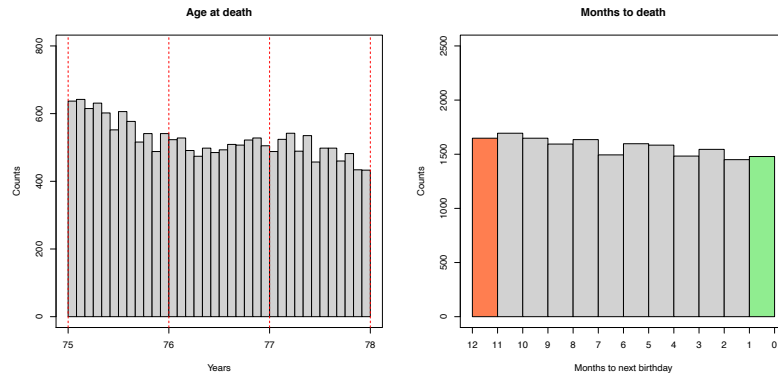 Age at death
Counts
0
200
400
600
800
75
76
77
78
Years
Months to death
Counts
0
500
1000
1500
2000
2500
12 11 10 9 8 7 6 5 4 3 2 1 0
Months to next birthday